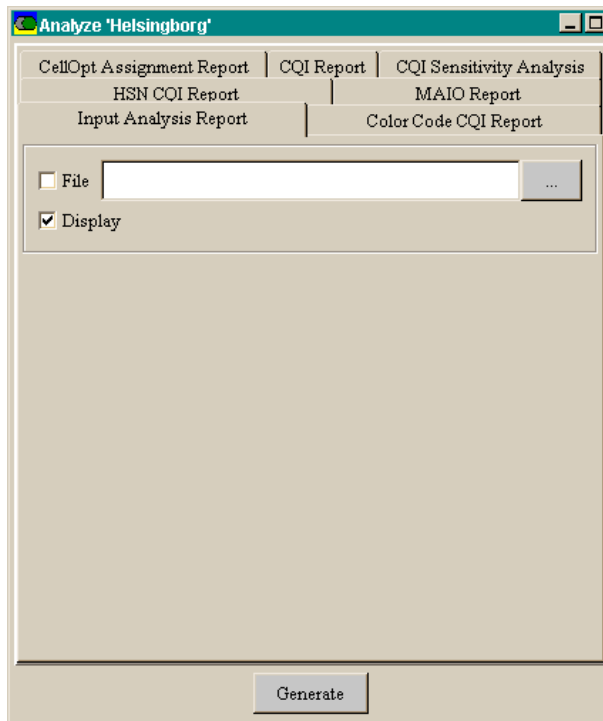 Analyze 'Helsingborg'
CellOpt Assignment Report CQI Report CQI Sensitivity Analysis
HSN CQI Report MAIO Report
Input Analysis Report Color Code CQI Report
File ...
Display
Generate